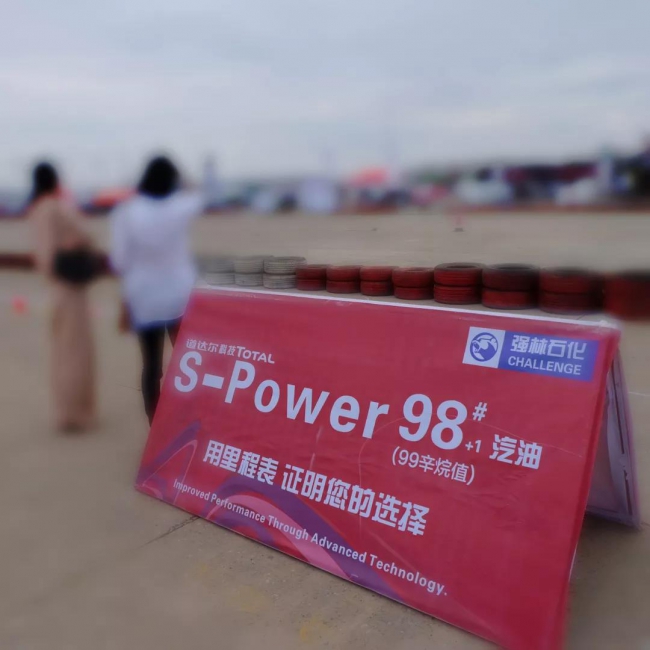 道达尔科技TOTAL
强林石化
CHALLENGE
S-Power 98#+1 汽油
(99辛烷值)
用里程表 证明您的选择
Improved Performance Through Advanced Technology.